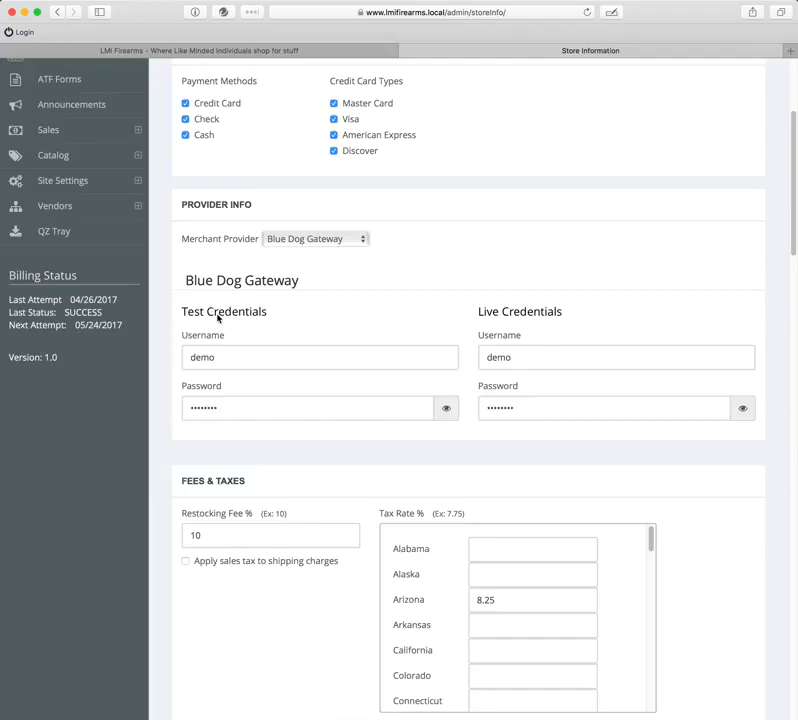 www.lmifirearms.local/admin/storeInfo/
Login
LMI Firearms - Where Like Minded Individuals shop for stuff
Store Information
ATF Forms
Announcements
Sales
Catalog
Site Settings
Vendors
QZ Tray
Billing Status
Last Attempt 04/26/2017
Last Status: SUCCESS
Next Attempt: 05/24/2017
Version: 1.0
Payment Methods Credit Card Types
Credit Card Master Card
Check Visa
Cash American Express
Discover
PROVIDER INFO
Merchant Provider Blue Dog Gateway
Blue Dog Gateway
Test Credentials Live Credentials
Username Username
demo demo
Password Password
•••••••• ••••••••
FEES & TAXES
Restocking Fee % (Ex: 10) Tax Rate % (Ex: 7.75)
10
Apply sales tax to shipping charges
Alabama
Alaska
Arizona 8.25
Arkansas
California
Colorado
Connecticut